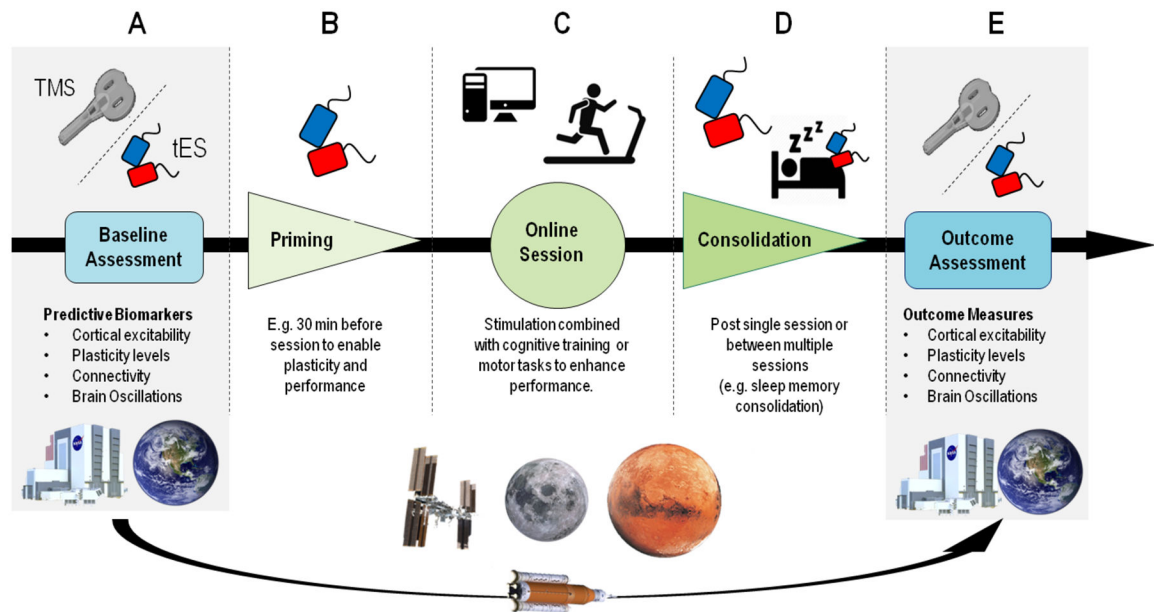 A
B
C
D
E
TMS
tES
Baseline
Assessment
Priming
Online
Session
Consolidation
Outcome
Assessment
Predictive Biomarkers
• Cortical excitability
• Plasticity levels
• Connectivity
• Brain Oscillations
E.g. 30 min before
session to enable
plasticity and
performance
Stimulation combined
with cognitive training or
motor tasks to enhance
performance.
z z z
Post single session or
between multiple
sessions
(e.g. sleep memory
consolidation)
Outcome Measures
• Cortical excitability
• Plasticity levels
• Connectivity
• Brain Oscillations
NASA
NASA